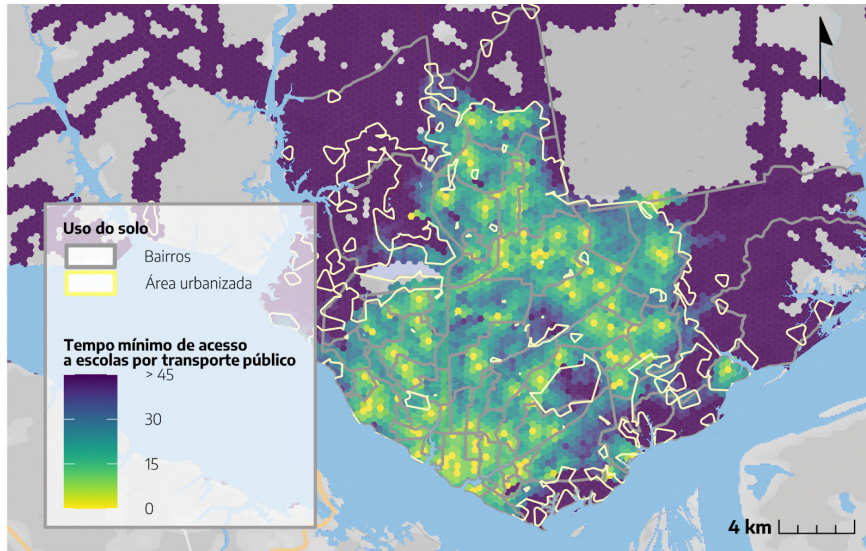 Uso do solo
Bairros
Área urbanizada
Tempo mínimo de acesso
a escolas por transporte público
> 45
30
15
0
4 km